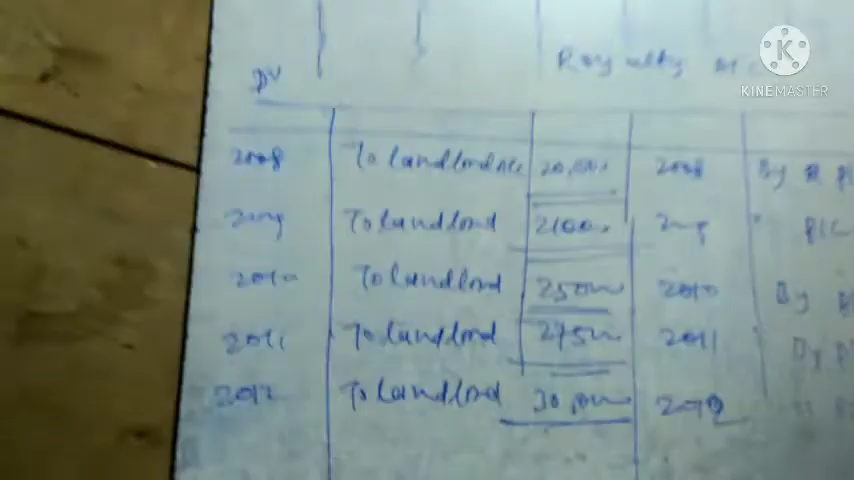 KINEMASTER
Dr
Royalty A/c
2008 To Landlord A/c 20,000 2008 By
2009 To Landlord 21000 2009 "
2010 To Landlord 25000 2010 By
2011 To Landlord 27500 2011 By
2012 To Landlord 30,000 2012